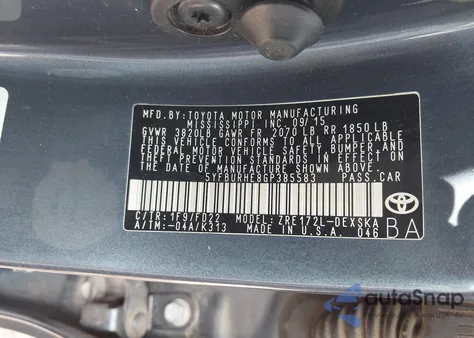 MFD.BY:TOYOTA MOTOR MANUFACTURING
MISSISSIPPI INC. 09/15
GVWR 3820LB GAWR FR 2070 LB RR 1850 LB
THIS VEHICLE CONFORMS TO ALL APPLICABLE
FEDERAL MOTOR VEHICLE SAFETY,BUMPER,AND
THEFT PREVENTION STANDARDS IN EFFECT ON
THE DATE OF MANUFACTURE SHOWN ABOVE.
5YFBURHE8GP385583 PASS.CAR
C/TR:1F9/FD22 MODEL:ZRE172L-DEXSKA
A/TM:-04A/K313 MADE IN U.S.A. 046 BA
autoSnap